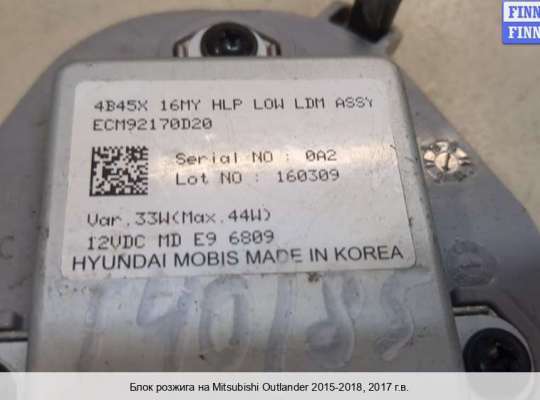 FINN
FINN
4B45X 16MY HLP LOW LDM ASSY
ECM92170D20
Serial NO : 0A2
Lot NO : 160309
Var.33W(Max.44W)
12VDC MD E9 6809
HYUNDAI MOBIS MADE IN KOREA
Блок розжига на Mitsubishi Outlander 2015-2018, 2017 г.в.